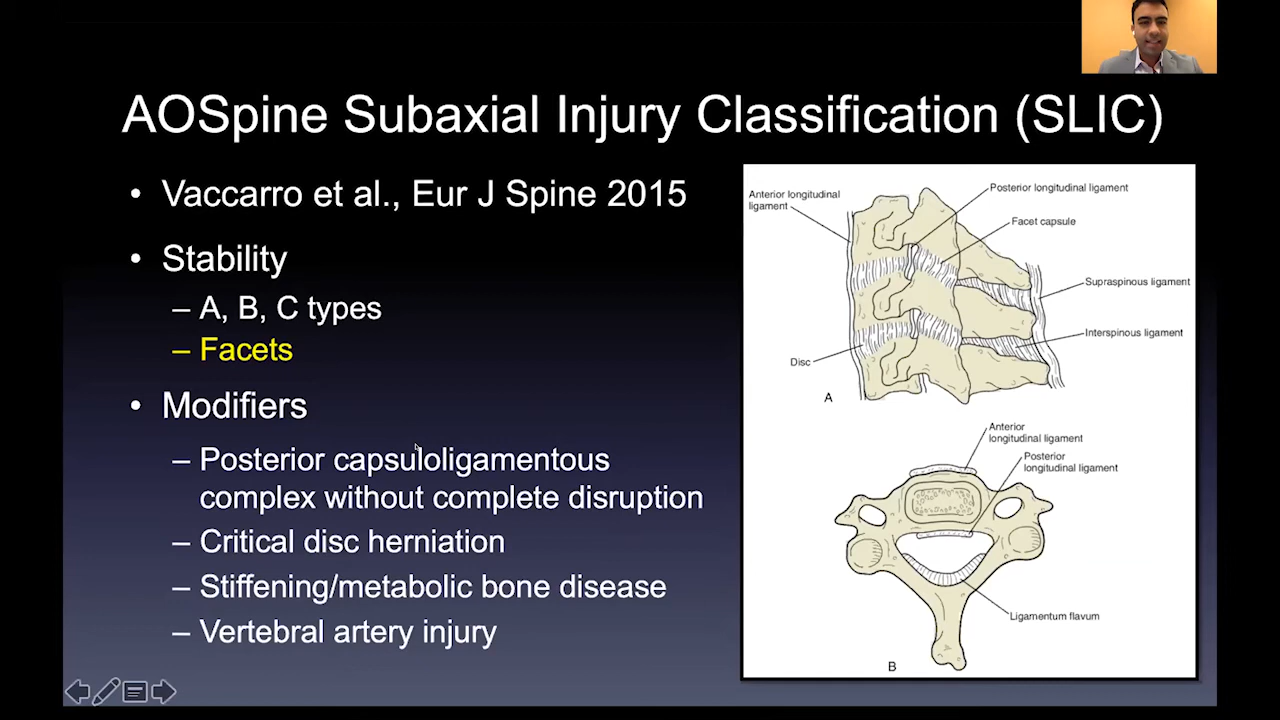 AOSpine Subaxial Injury Classification (SLIC)
• Vaccarro et al., Eur J Spine 2015
• Stability
– A, B, C types
– Facets
• Modifiers
– Posterior capsuloligamentous
complex without complete disruption
– Critical disc herniation
– Stiffening/metabolic bone disease
– Vertebral artery injury
Anterior longitudinal
ligament
Posterior longitudinal ligament
Facet capsule
Supraspinous ligament
Interspinous ligament
Disc
A
Anterior
longitudinal ligament
Posterior
longitudinal ligament
Ligamentum flavum
B